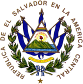 REPUBLICA DE EL SALVADOR EN LA AMERICA CENTRAL